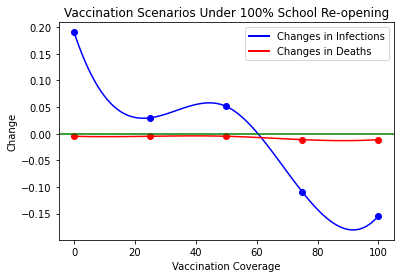 Vaccination Scenarios Under 100% School Re-opening
Changes in Infections
Changes in Deaths
0.20
0.15
0.10
0.05
0.00
−0.05
−0.10
−0.15
Change
0 20 40 60 80 100
Vaccination Coverage